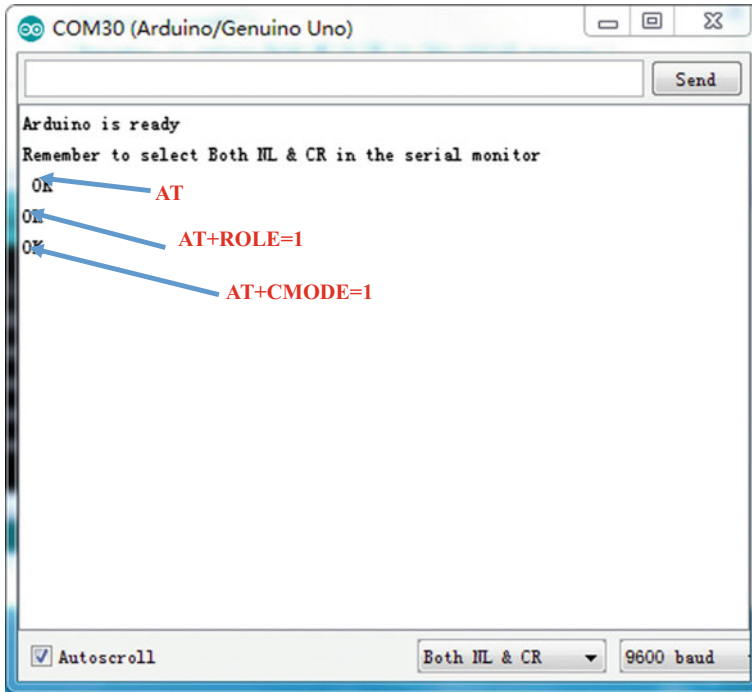 COM30 (Arduino/Genuino Uno)
Send
Arduino is ready
Remember to select Both NL & CR in the serial monitor
OK
AT
OK
AT+ROLE=1
OK
AT+CMODE=1
Autoscroll
Both NL & CR
9600 baud